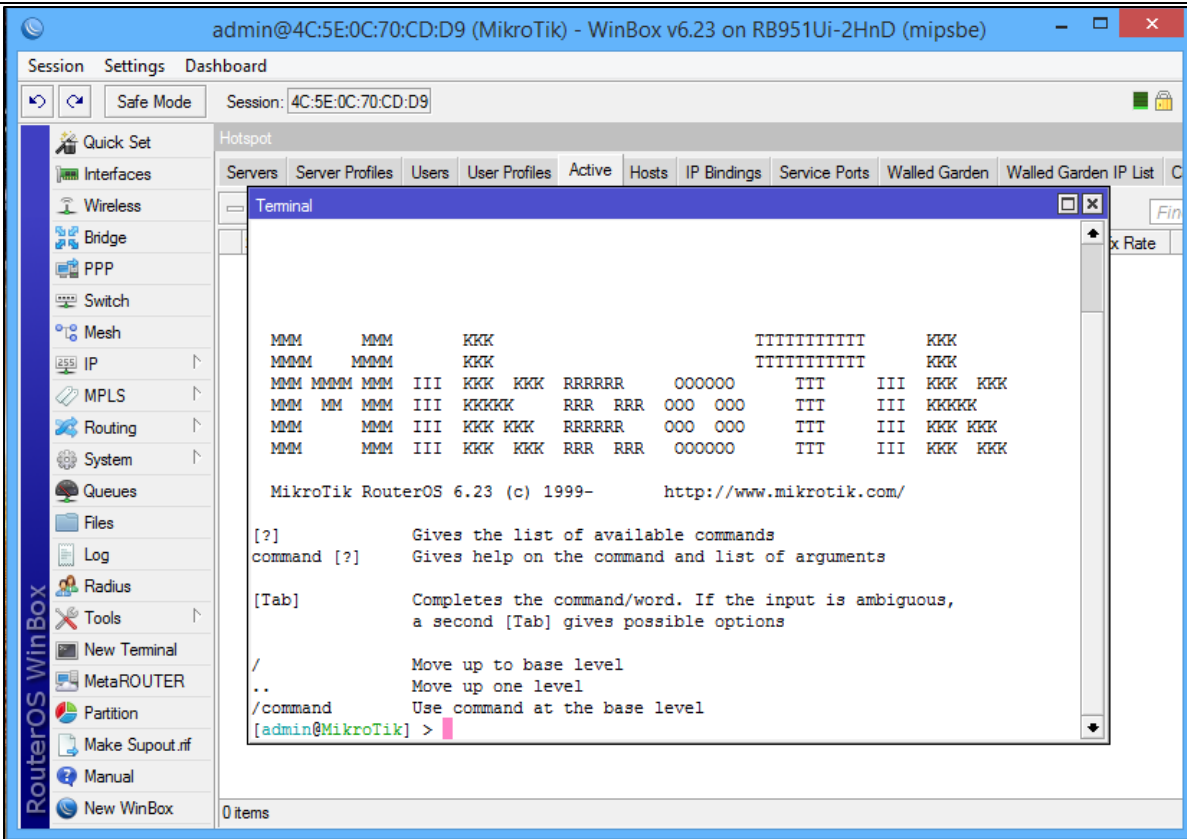 admin@4C:5E:0C:70:CD:D9 (MikroTik) - WinBox v6.23 on RB951Ui-2HnD (mipsbe)
Session Settings Dashboard
Safe Mode Session: 4C:5E:0C:70:CD:D9
RouterOS WinBox
Quick Set
Interfaces
Wireless
Bridge
PPP
Switch
Mesh
IP
MPLS
Routing
System
Queues
Files
Log
Radius
Tools
New Terminal
MetaROUTER
Partition
Make Supout.rif
Manual
New WinBox
Hotspot
Servers Server Profiles Users User Profiles Active Hosts IP Bindings Service Ports Walled Garden Walled Garden IP List C
Fin
x Rate
Terminal
MMM MMM KKK TTTTTTTTTTT KKK
MMMM MMMM KKK TTTTTTTTTTT KKK
MMM MMMM MMM III KKK KKK RRRRRR OOOOOO TTT III KKK KKK
MMM MM MMM III KKKKK RRR RRR OOO OOO TTT III KKKKK
MMM MMM III KKK KKK RRRRRR OOO OOO TTT III KKK KKK
MMM MMM III KKK KKK RRR RRR OOOOOO TTT III KKK KKK
MikroTik RouterOS 6.23 (c) 1999- http://www.mikrotik.com/
[?] Gives the list of available commands
command [?] Gives help on the command and list of arguments
[Tab] Completes the command/word. If the input is ambiguous,
a second [Tab] gives possible options
/ Move up to base level
.. Move up one level
/command Use command at the base level
[admin@MikroTik] >
0 items